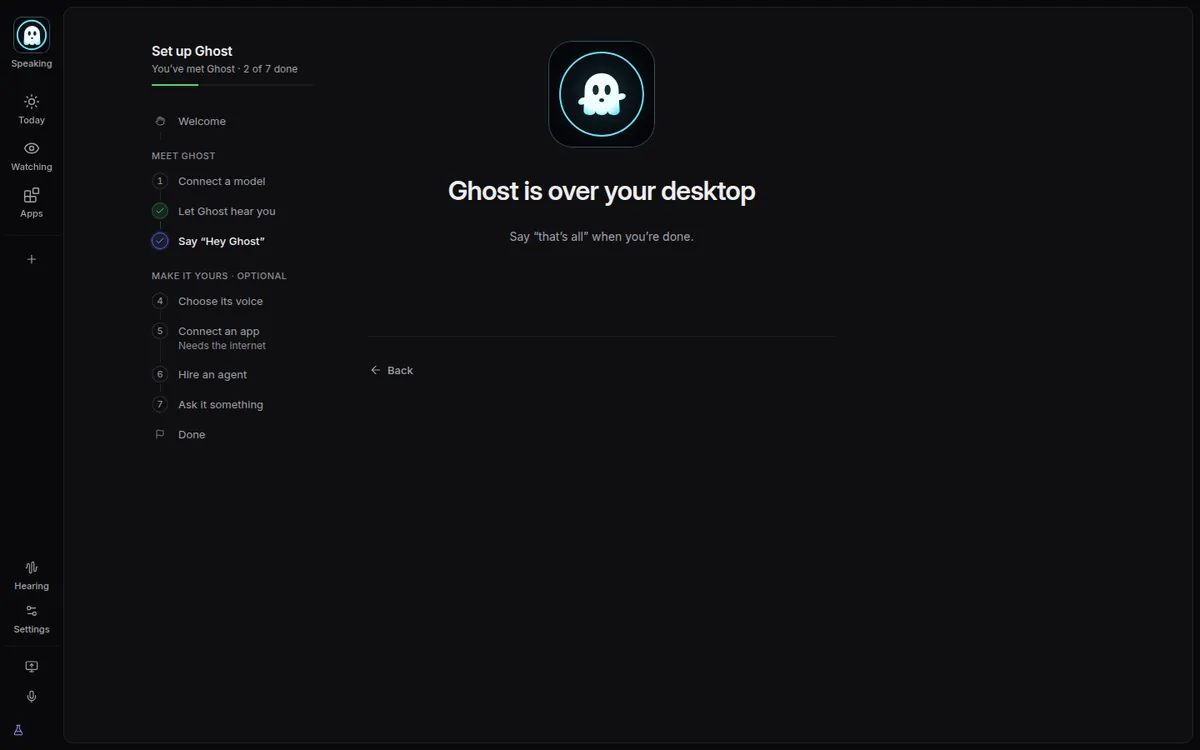 Speaking
Today
Watching
Apps
Hearing
Settings
Set up Ghost
You've met Ghost · 2 of 7 done
Welcome
MEET GHOST
1 Connect a model
Let Ghost hear you
Say “Hey Ghost”
MAKE IT YOURS · OPTIONAL
4 Choose its voice
5 Connect an app
Needs the internet
6 Hire an agent
7 Ask it something
Done
Ghost is over your desktop
Say “that’s all” when you’re done.
Back